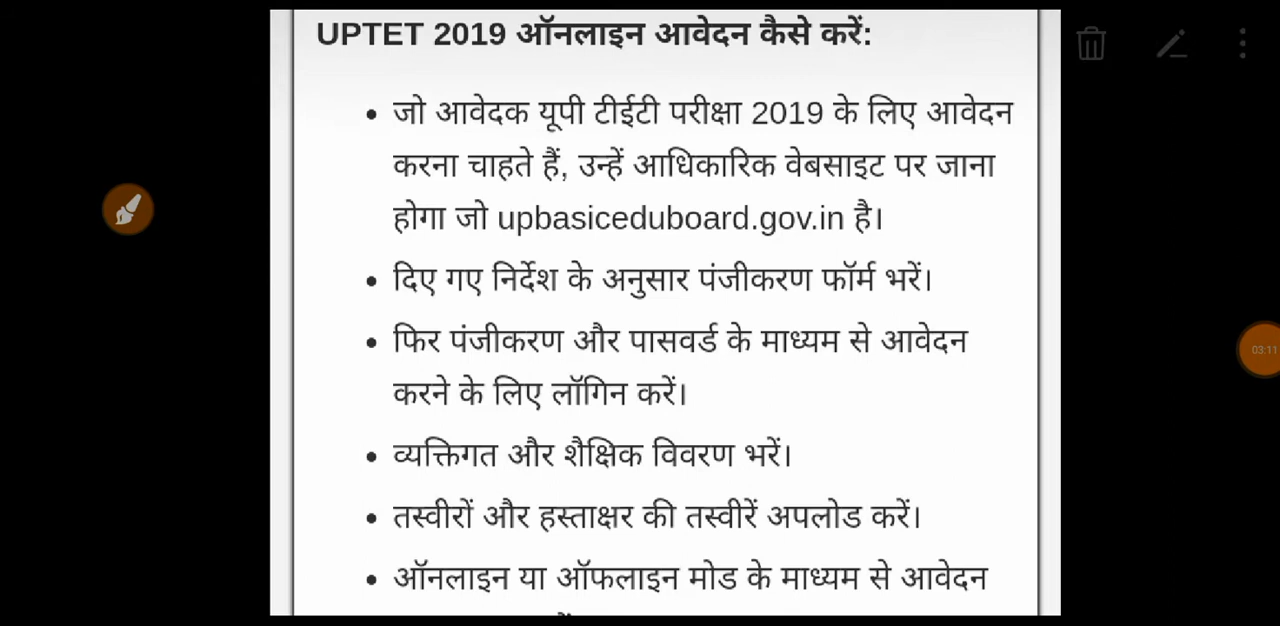 UPTET 2019 ऑनलाइन आवेदन कैसे करें:
• जो आवेदक यूपी टीईटी परीक्षा 2019 के लिए आवेदन
करना चाहते हैं, उन्हें आधिकारिक वेबसाइट पर जाना
होगा जो upbasiceduboard.gov.in है।
• दिए गए निर्देश के अनुसार पंजीकरण फॉर्म भरें।
• फिर पंजीकरण और पासवर्ड के माध्यम से आवेदन
करने के लिए लॉगिन करें।
• व्यक्तिगत और शैक्षिक विवरण भरें।
• तस्वीरों और हस्ताक्षर की तस्वीरें अपलोड करें।
• ऑनलाइन या ऑफलाइन मोड के माध्यम से आवेदन
03:11